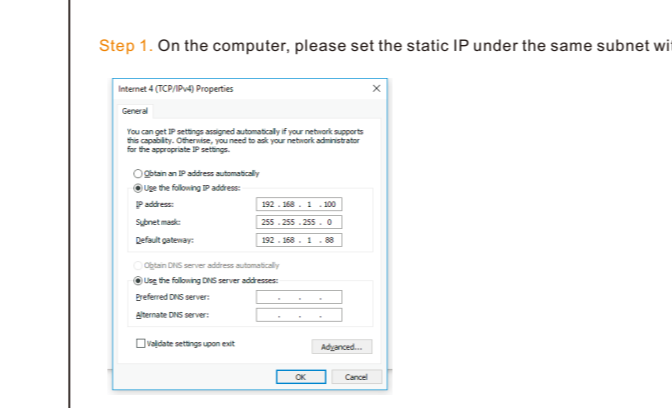 Step 1. On the computer, please set the static IP under the same subnet
Internet 4 (TCP/IPv4) Properties
General
You can get IP settings assigned automatically if your network supports
this capability. Otherwise, you need to ask your network administrator
for the appropriate IP settings.
Obtain an IP address automatically
Use the following IP address:
IP address: 192 . 168 . 1 . 100
Subnet mask: 255 . 255 . 255 . 0
Default gateway: 192 . 168 . 1 . 88
Obtain DNS server address automatically
Use the following DNS server addresses:
Preferred DNS server: . . .
Alternate DNS server: . . .
Validate settings upon exit
Advanced...
OK Cancel